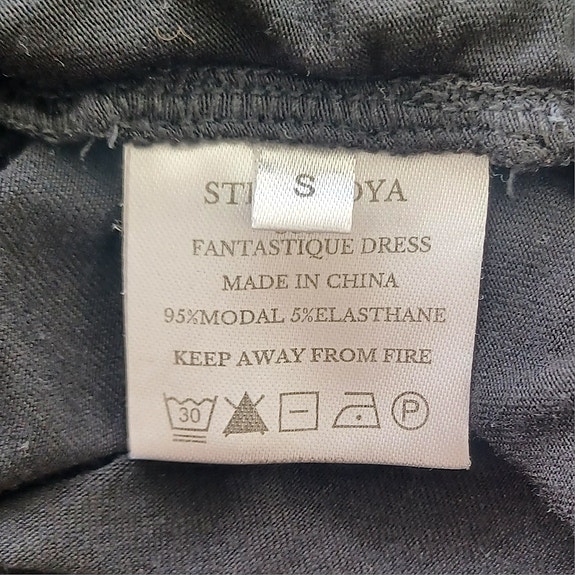 S
FANTASTIQUE DRESS
MADE IN CHINA
95%MODAL 5%ELASTHANE
KEEP AWAY FROM FIRE
30 P